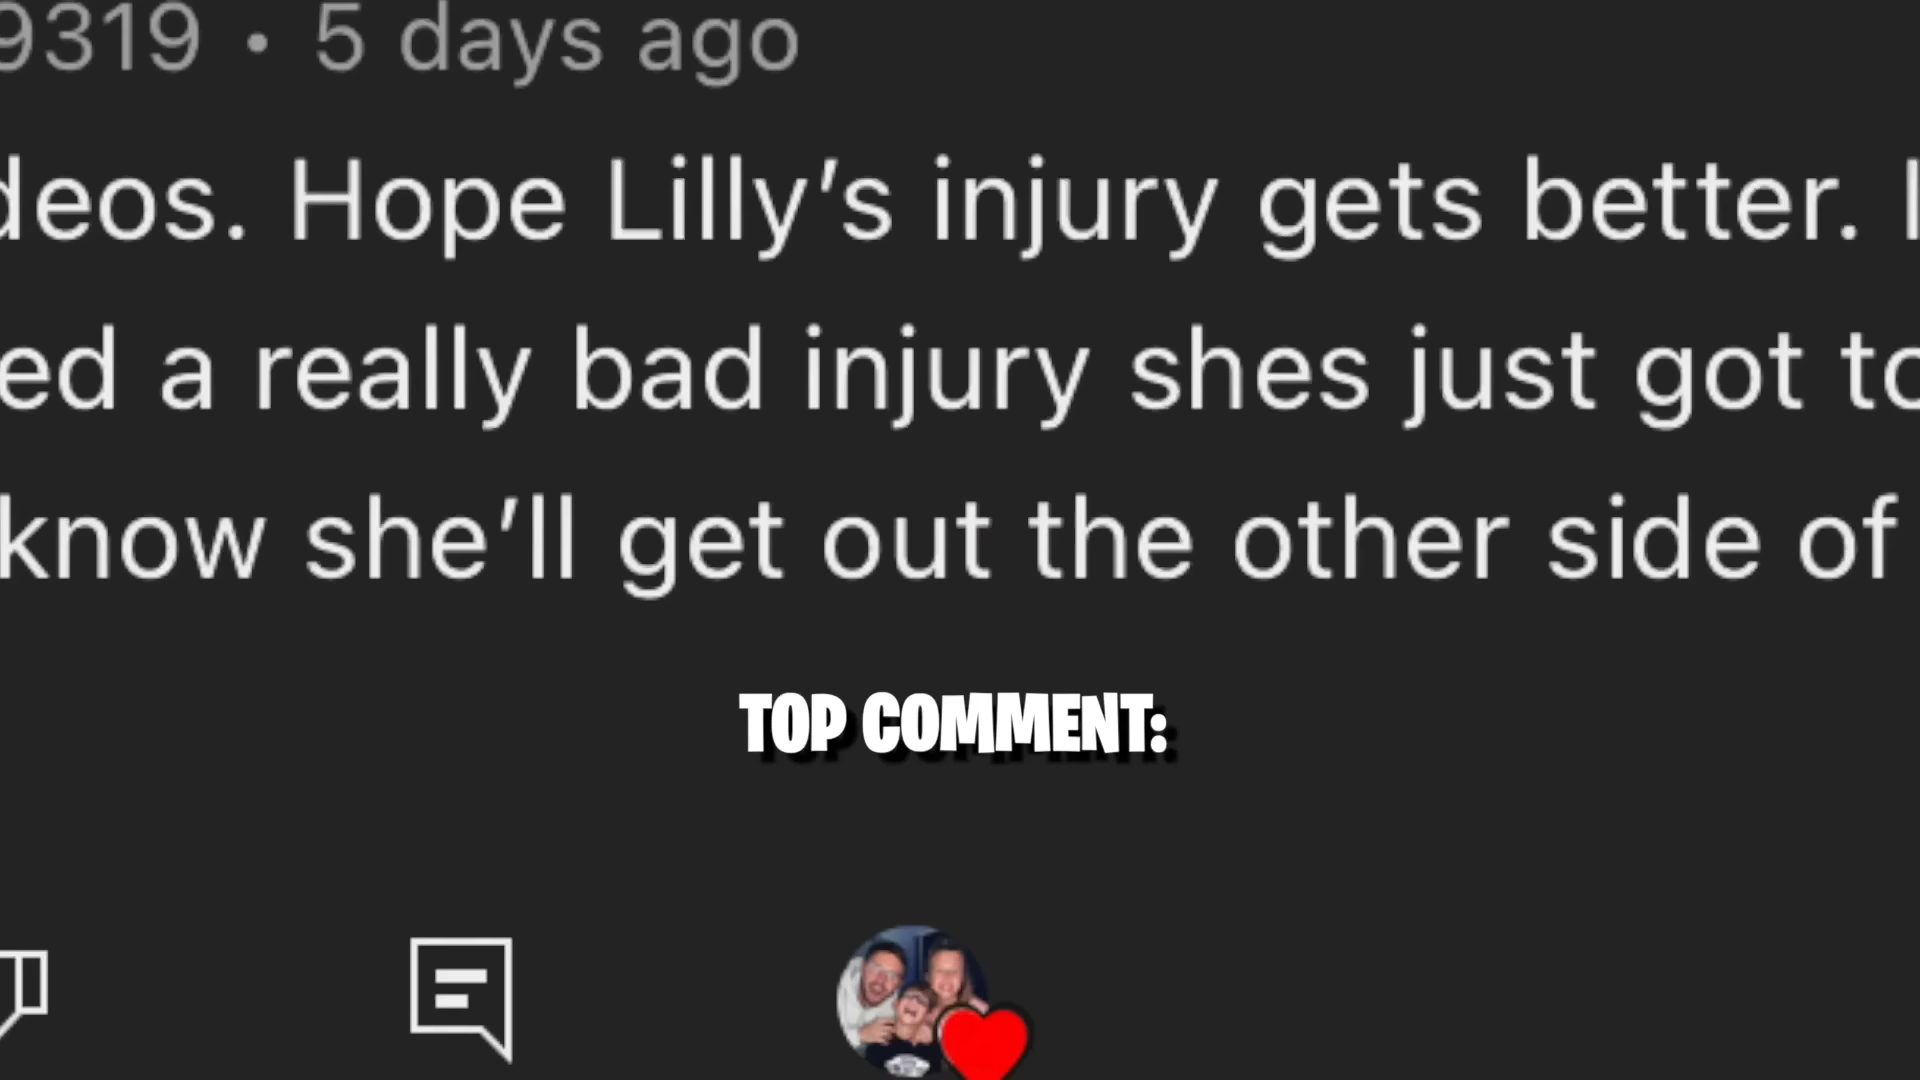 9319 • 5 days ago
deos. Hope Lilly’s injury gets better. I
ed a really bad injury shes just got to
know she’ll get out the other side of
TOP COMMENT: